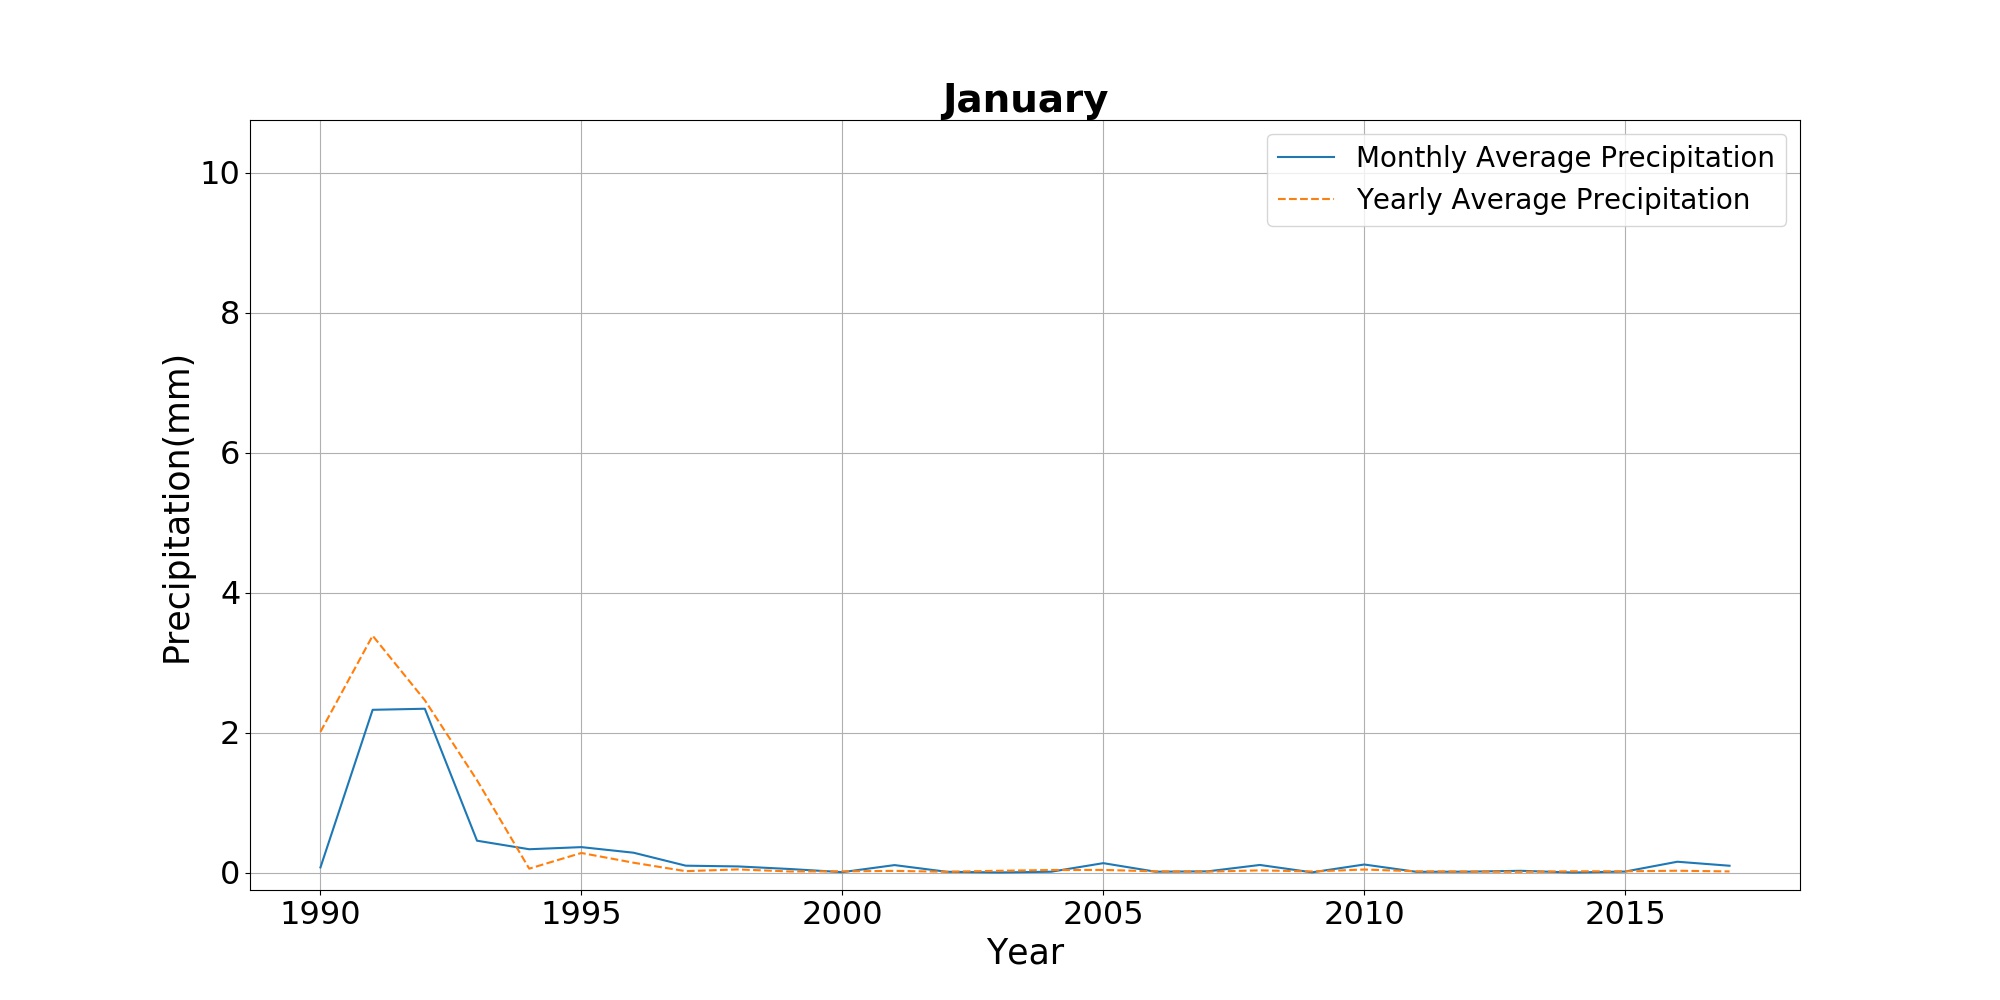 January
Monthly Average Precipitation
Yearly Average Precipitation
10
8
6
4
2
0
Precipitation(mm)
1990 1995 2000 2005 2010 2015
Year